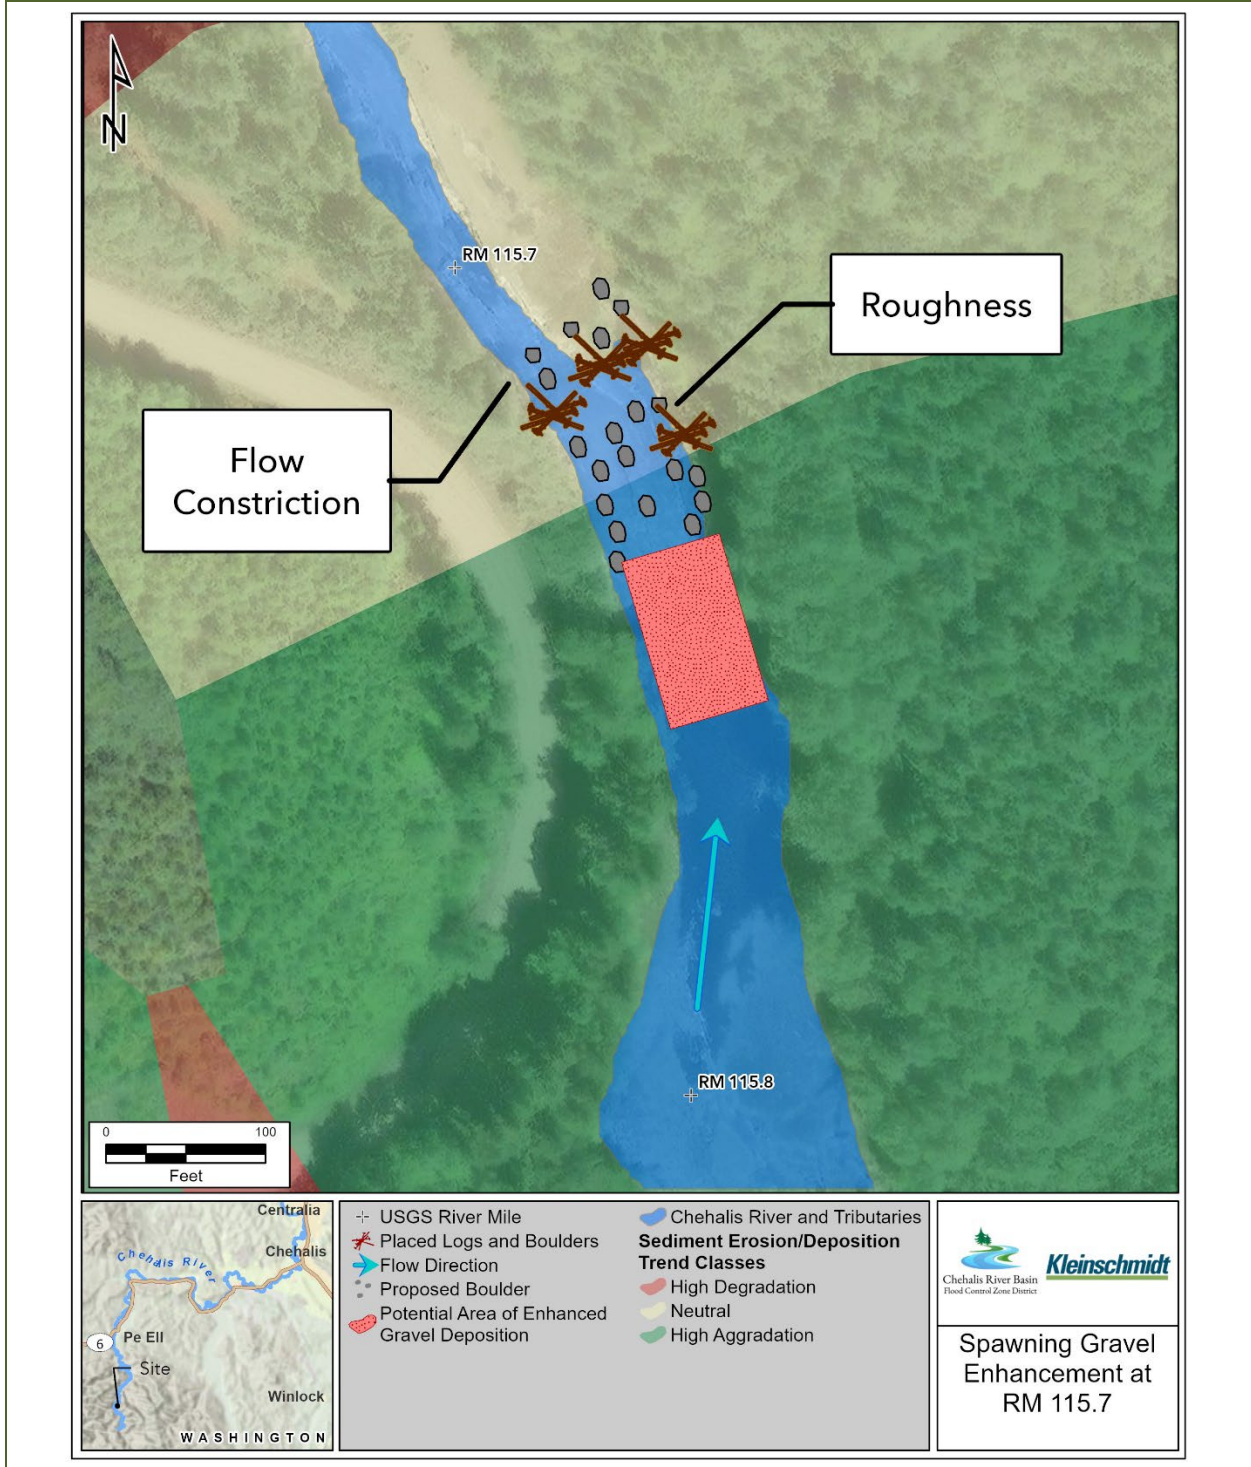 N
RM 115.7
Roughness
Flow
Constriction
RM 115.8
0 100
Feet
Centralia
Chehalis
Chehalis River
6
Pe Ell
Site
Winlock
WASHINGTON
USGS River Mile
Placed Logs and Boulders
Flow Direction
Proposed Boulder
Potential Area of Enhanced
Gravel Deposition
Chehalis River and Tributaries
Sediment Erosion/Deposition
Trend Classes
High Degradation
Neutral
High Aggradation
Chehalis River Basin
Flood Control Zone District
Kleinschmidt
Spawning Gravel
Enhancement at
RM 115.7